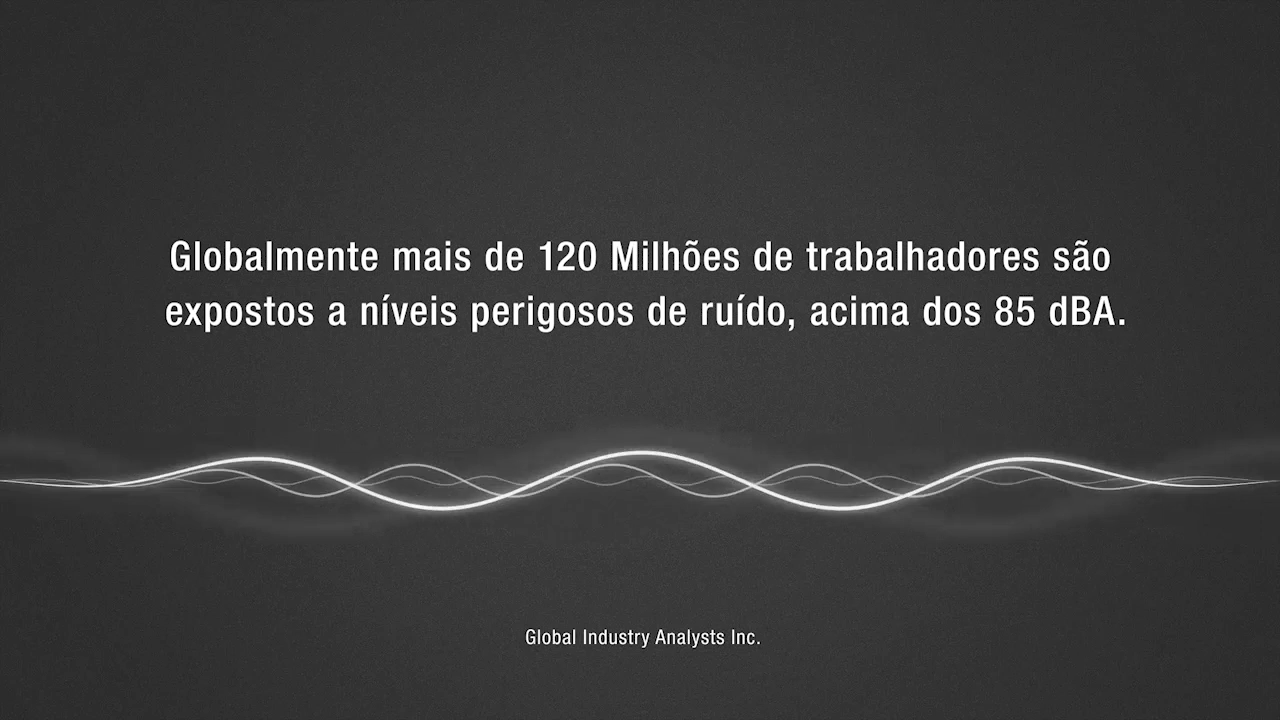 Globalmente mais de 120 Milhões de trabalhadores são
expostos a níveis perigosos de ruído, acima dos 85 dBA.
Global Industry Analysts Inc.